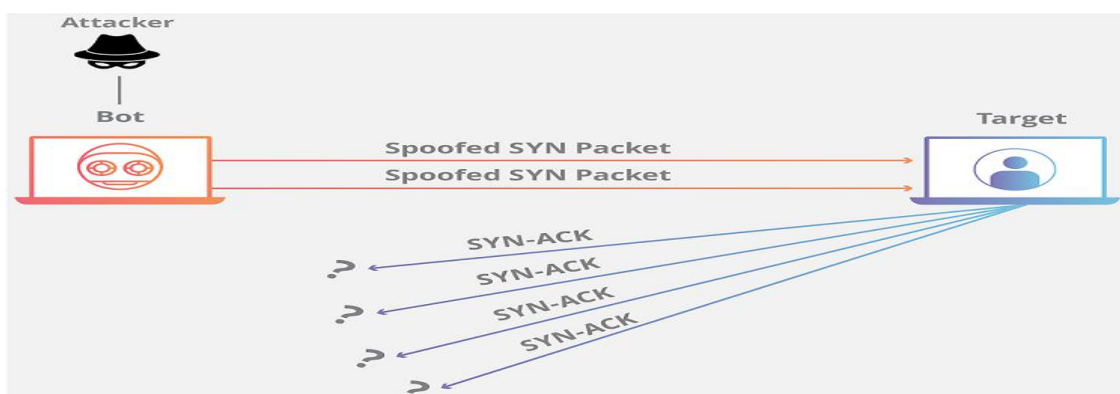 Attacker
Bot
Target
Spoofed SYN Packet
Spoofed SYN Packet
SYN-ACK
?
SYN-ACK
?
SYN-ACK
?
SYN-ACK
?